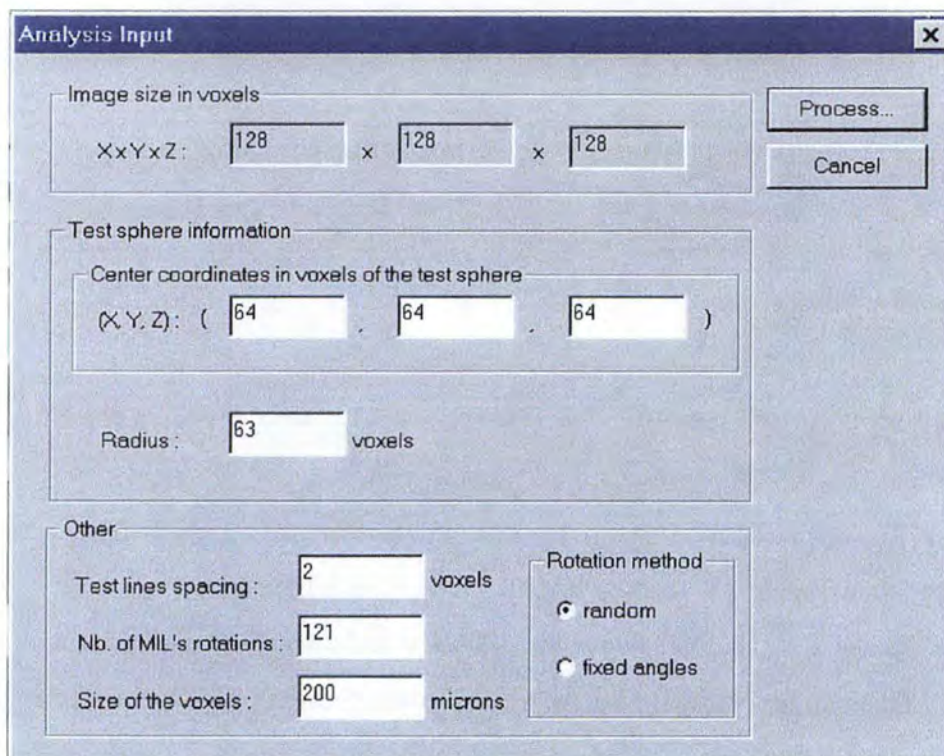 Analysis Input
Image size in voxels
X x Y x Z : 128 x 128 x 128
Process...
Cancel
Test sphere information
Center coordinates in voxels of the test sphere
(X, Y, Z) : ( 64 , 64 , 64 )
Radius : 63 voxels
Other
Test lines spacing : 2 voxels
Nb. of MIL's rotations : 121
Size of the voxels : 200 microns
Rotation method
random
fixed angles